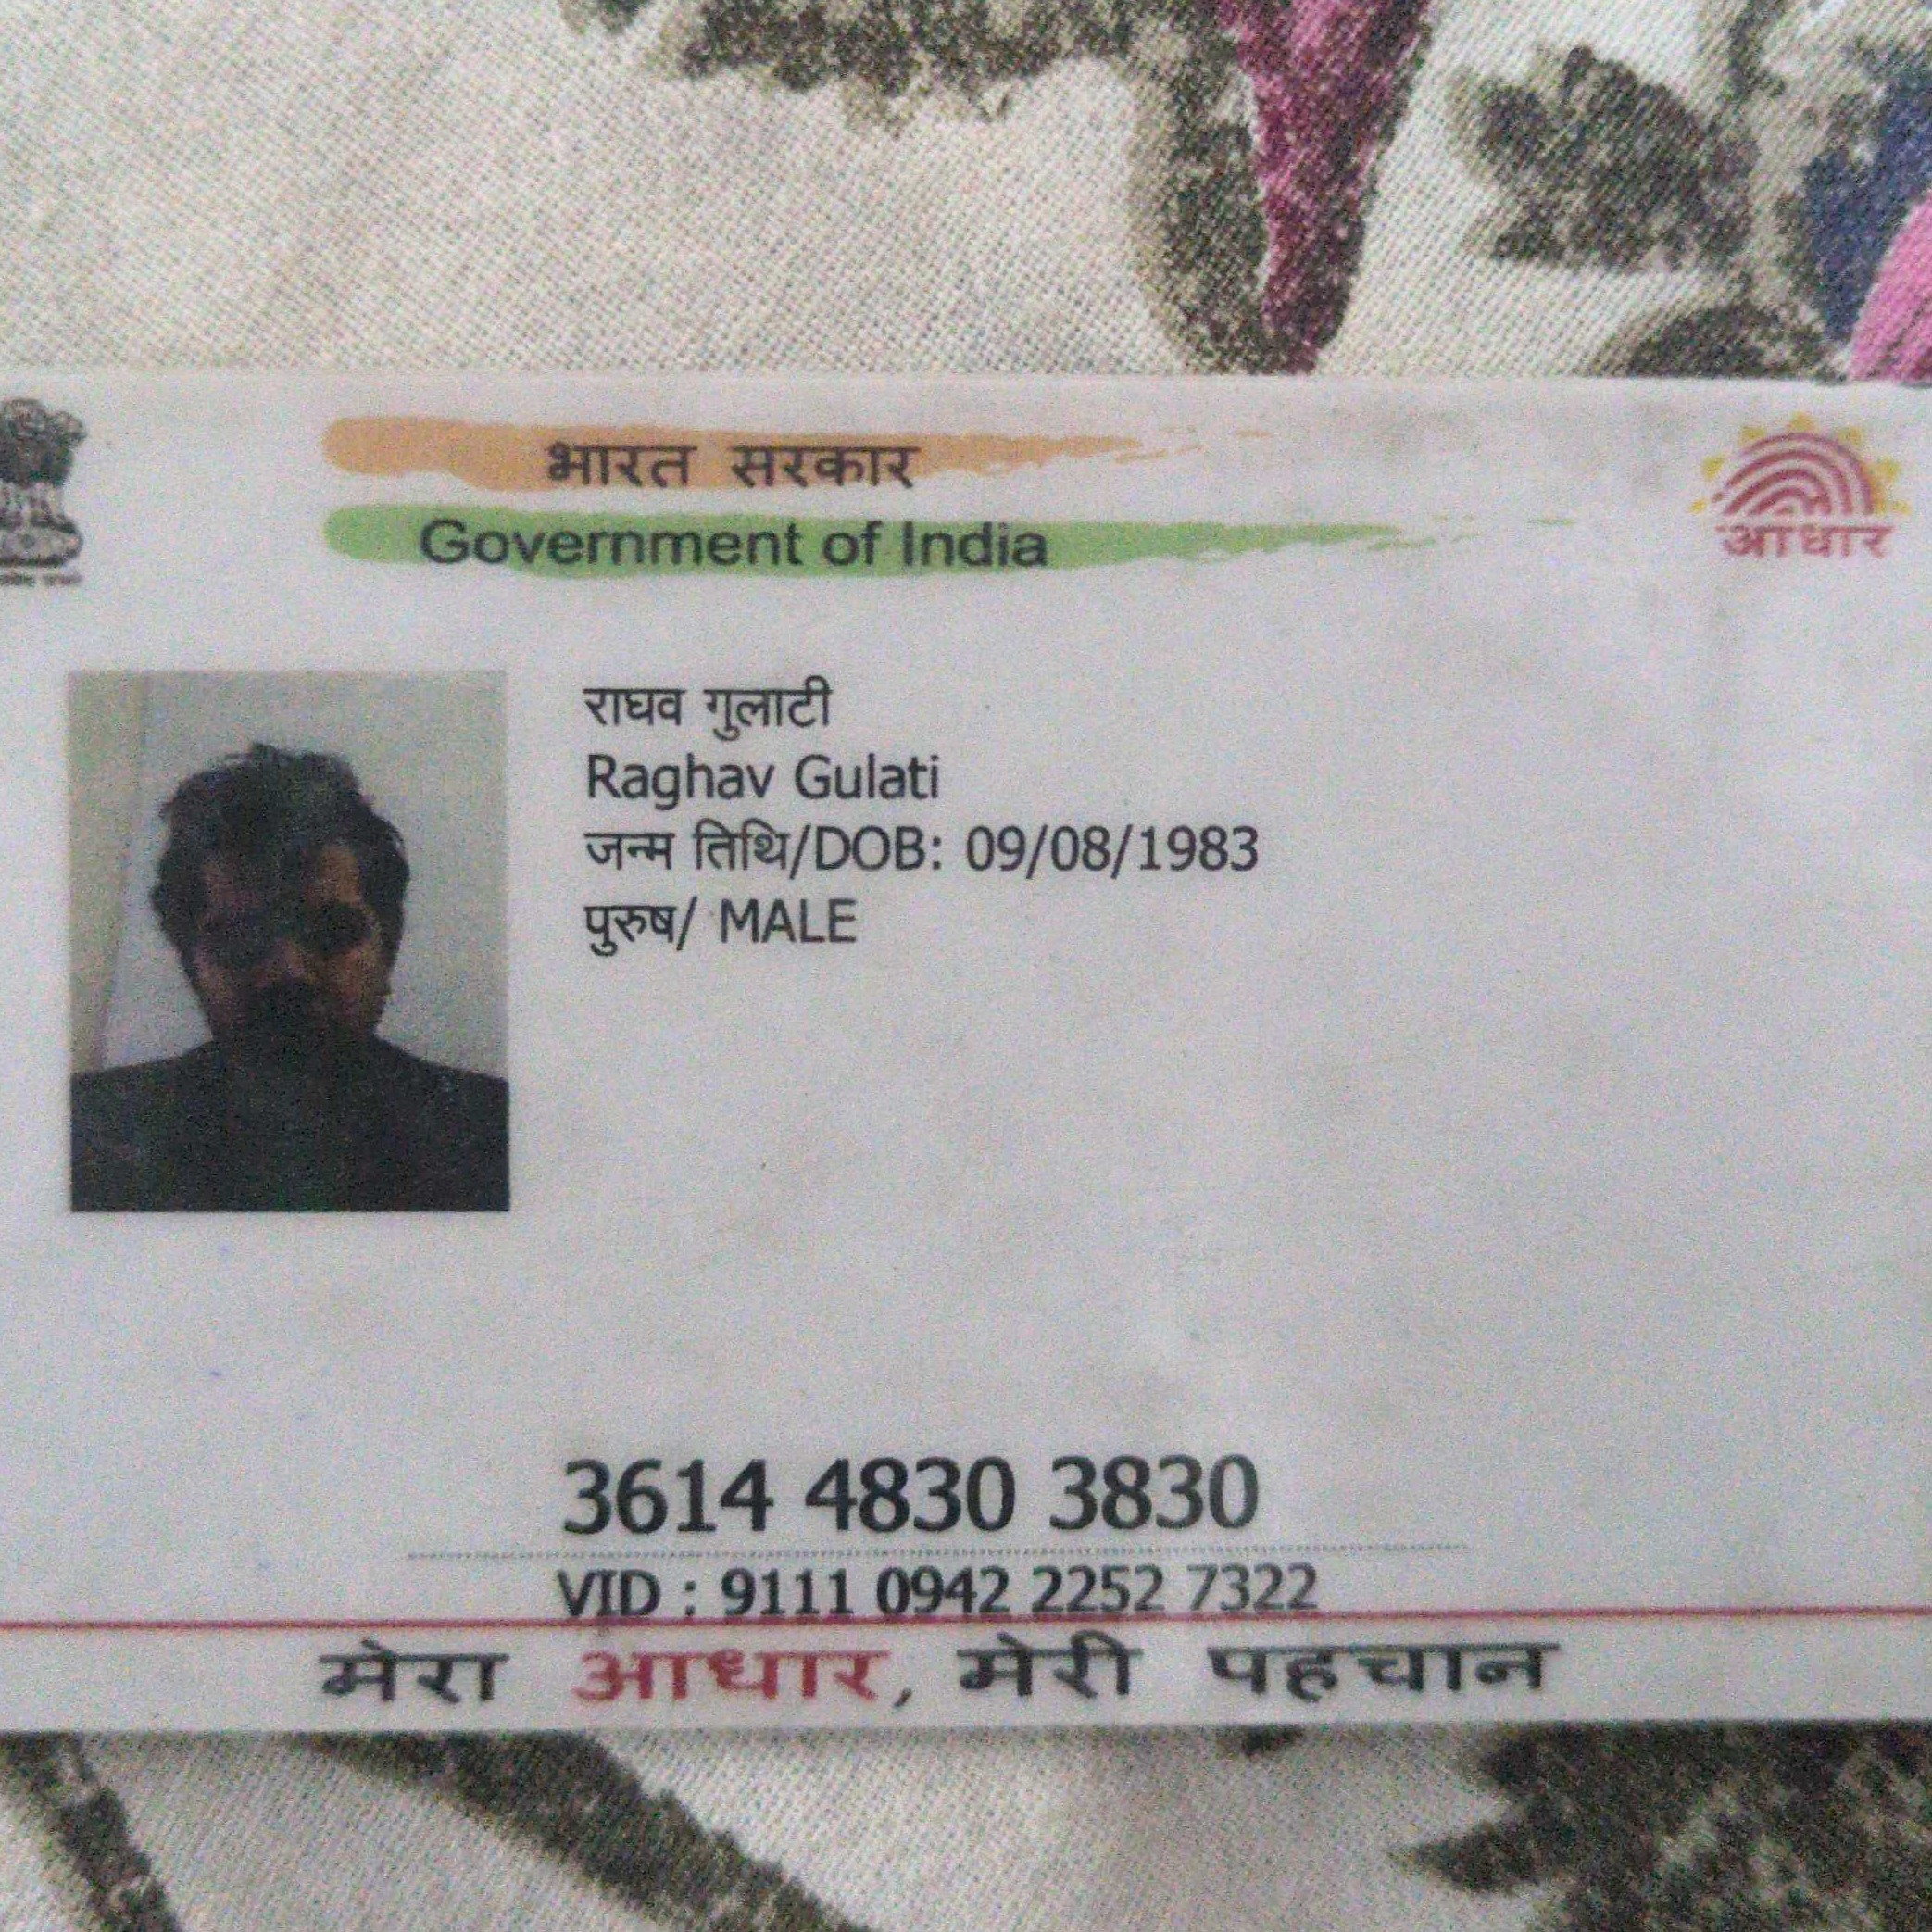 भारत सरकार
Government of India
आधार
राघव गुलाटी
Raghav Gulati
जन्म तिथि/DOB: 09/08/1983
पुरुष/ MALE
3614 4830 3830
VID : 9111 0942 2252 7322
मेरा आधार, मेरी पहचान